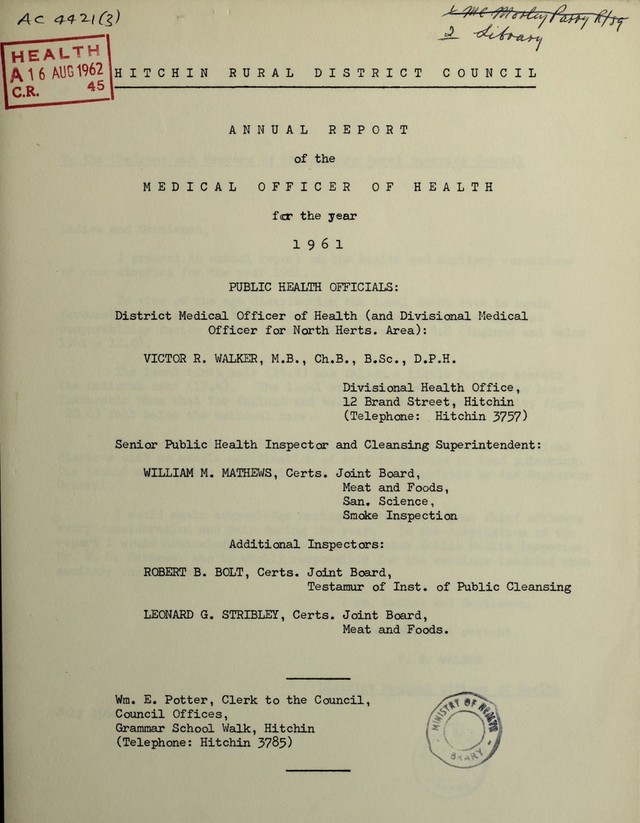 AC 4421(3)
2 Library
HEALTH
A 16 AUG 1962
C.R. 45
HITCHIN RURAL DISTRICT COUNCIL
ANNUAL REPORT
of the
MEDICAL OFFICER OF HEALTH
for the year
1961
PUBLIC HEALTH OFFICIALS:
District Medical Officer of Health (and Divisional Medical
Officer for North Herts. Area):
VICTOR R. WALKER, M.B., Ch.B., B.Sc., D.P.H.
Divisional Health Office,
12 Brand Street, Hitchin
(Telephone: Hitchin 3757)
Senior Public Health Inspector and Cleansing Superintendent:
WILLIAM M. MATHEWS, Certs. Joint Board,
Meat and Foods,
San. Science,
Smoke Inspection
Additional Inspectors:
ROBERT B. BOLT, Certs. Joint Board,
Testamur of Inst. of Public Cleansing
LEONARD G. STRIBLEY, Certs. Joint Board,
Meat and Foods.
Wm. E. Potter, Clerk to the Council,
Council Offices,
Grammar School Walk, Hitchin
(Telephone: Hitchin 3785)
MINISTRY OF HEALTH